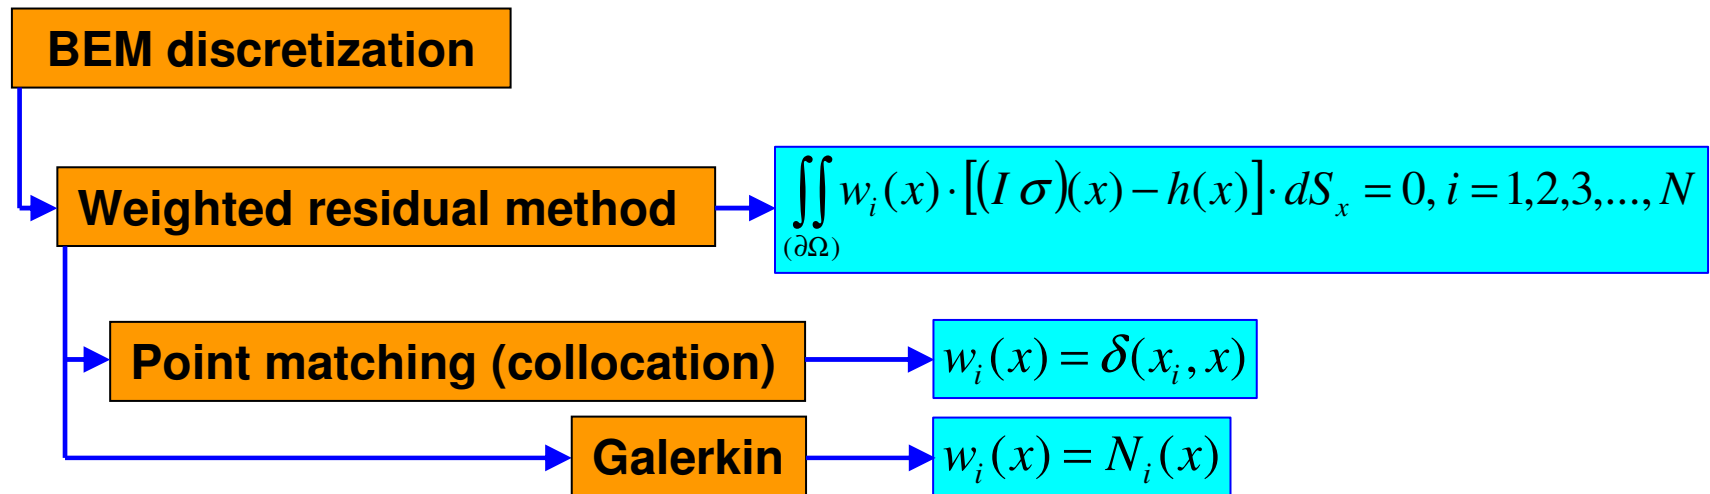 BEM discretization
Weighted residual method
∬_(∂Ω) w_i(x)·[(I σ)(x) − h(x)]·dS_x = 0, i = 1,2,3,..., N
Point matching (collocation)
w_i(x) = δ(x_i, x)
Galerkin
w_i(x) = N_i(x)